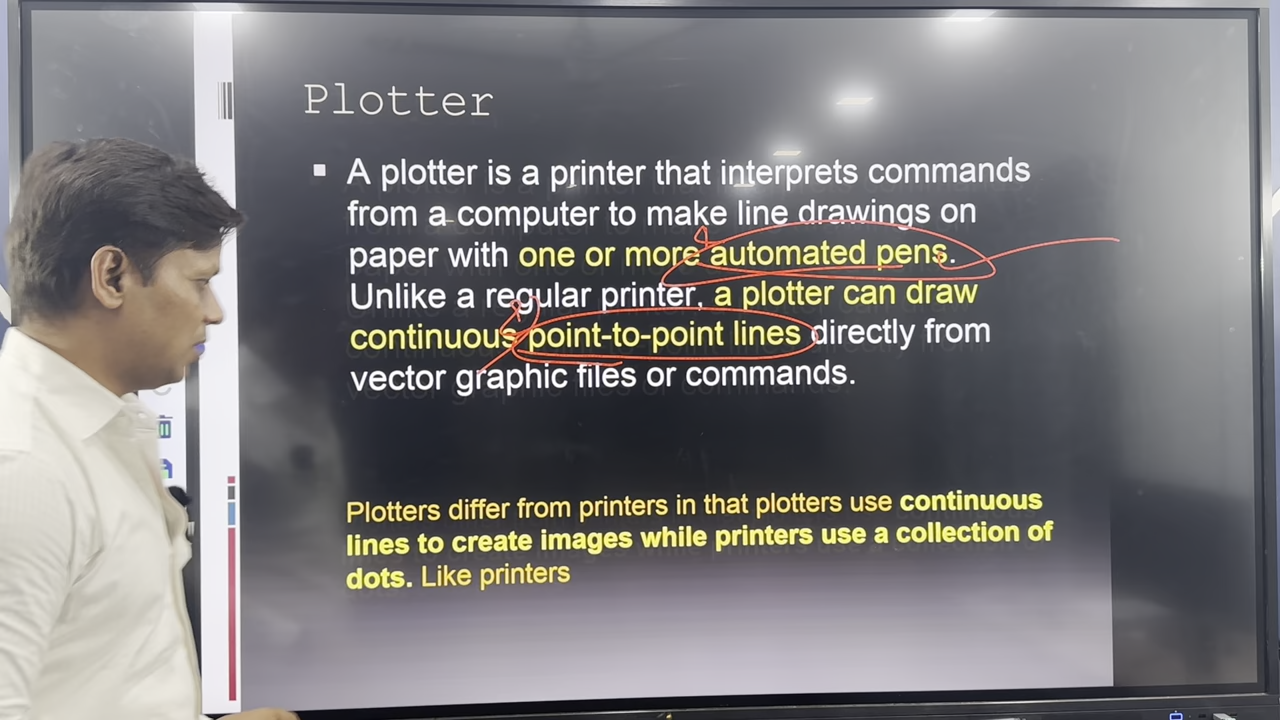 Plotter
▪ A plotter is a printer that interprets commands
from a computer to make line drawings on
paper with one or more automated pens.
Unlike a regular printer, a plotter can draw
continuous point-to-point lines directly from
vector graphic files or commands.
Plotters differ from printers in that plotters use continuous
lines to create images while printers use a collection of
dots. Like printers